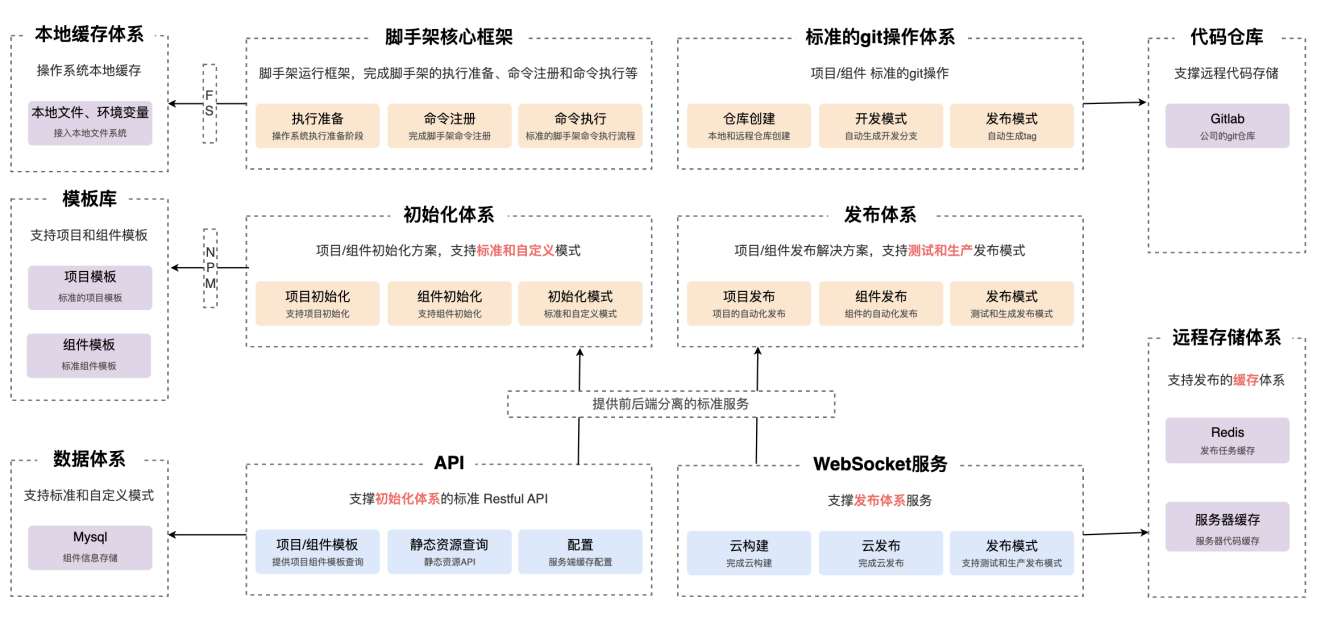 本地缓存体系
操作系统本地缓存
本地文件、环境变量
接入本地文件系统
FS
脚手架核心框架
脚手架运行框架，完成脚手架的执行准备、命令注册和命令执行等
执行准备
操作系统执行准备阶段
命令注册
完成脚手架命令注册
命令执行
标准的脚手架命令执行流程
标准的git操作体系
项目/组件 标准的git操作
仓库创建
本地和远程仓库创建
开发模式
自动生成开发分支
发布模式
自动生成tag
代码仓库
支撑远程代码存储
Gitlab
公司的git仓库
模板库
支持项目和组件模板
项目模板
标准的项目模板
组件模板
标准组件模板
NPM
初始化体系
项目/组件初始化方案，支持标准和自定义模式
项目初始化
支持项目初始化
组件初始化
支持组件初始化
初始化模式
标准和自定义模式
发布体系
项目/组件发布解决方案，支持测试和生产发布模式
项目发布
项目的自动化发布
组件发布
组件的自动化发布
发布模式
测试和生成发布模式
提供前后端分离的标准服务
远程存储体系
支持发布的缓存体系
Redis
发布任务缓存
服务器缓存
服务器代码缓存
数据体系
支持标准和自定义模式
Mysql
组件信息存储
API
支撑初始化体系的标准 Restful API
项目/组件模板
提供项目组件模板查询
静态资源查询
静态资源API
配置
服务端缓存配置
WebSocket服务
支撑发布体系服务
云构建
完成云构建
云发布
完成云发布
发布模式
支持测试和生产发布模式